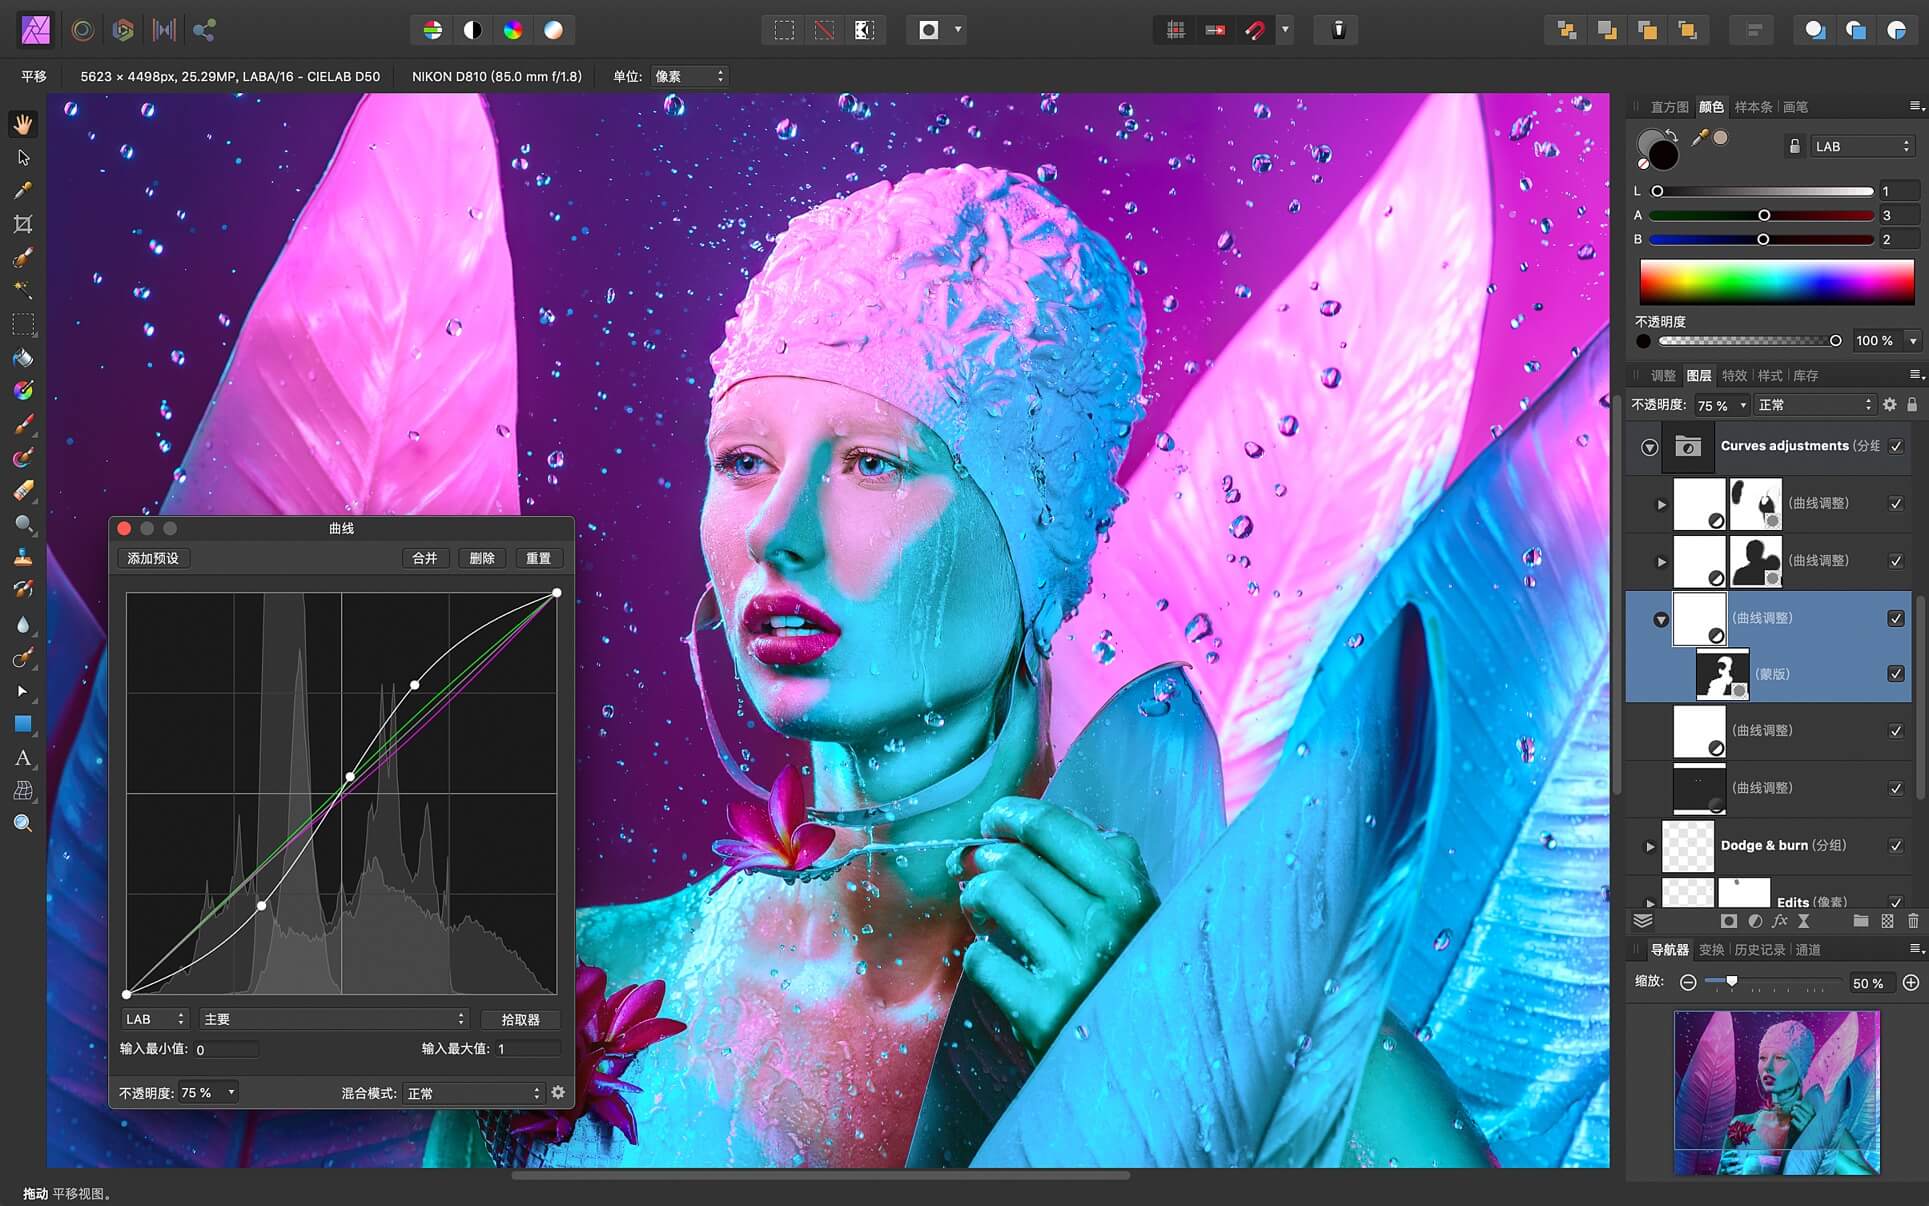 平移
5623 × 4498px, 25.29MP, LABA/16 - CIELAB D50
NIKON D810 (85.0 mm f/1.8)
单位: 像素
直方图 颜色 样本条 画笔
LAB
L 1
A 3
B 2
不透明度
100 %
调整 图层 特效 样式 库存
不透明度: 75 % 正常
Curves adjustments (分组
(曲线调整)
(曲线调整)
(曲线调整)
(蒙版)
(曲线调整)
(曲线调整)
Dodge & burn (分组)
Edits (像素)
导航器 变换 历史记录 通道
缩放: 50 %
曲线
添加预设 合并 删除 重置
LAB 主要 拾取器
输入最小值: 0 输入最大值: 1
不透明度: 75 % 混合模式: 正常
A
拖动 平移视图。